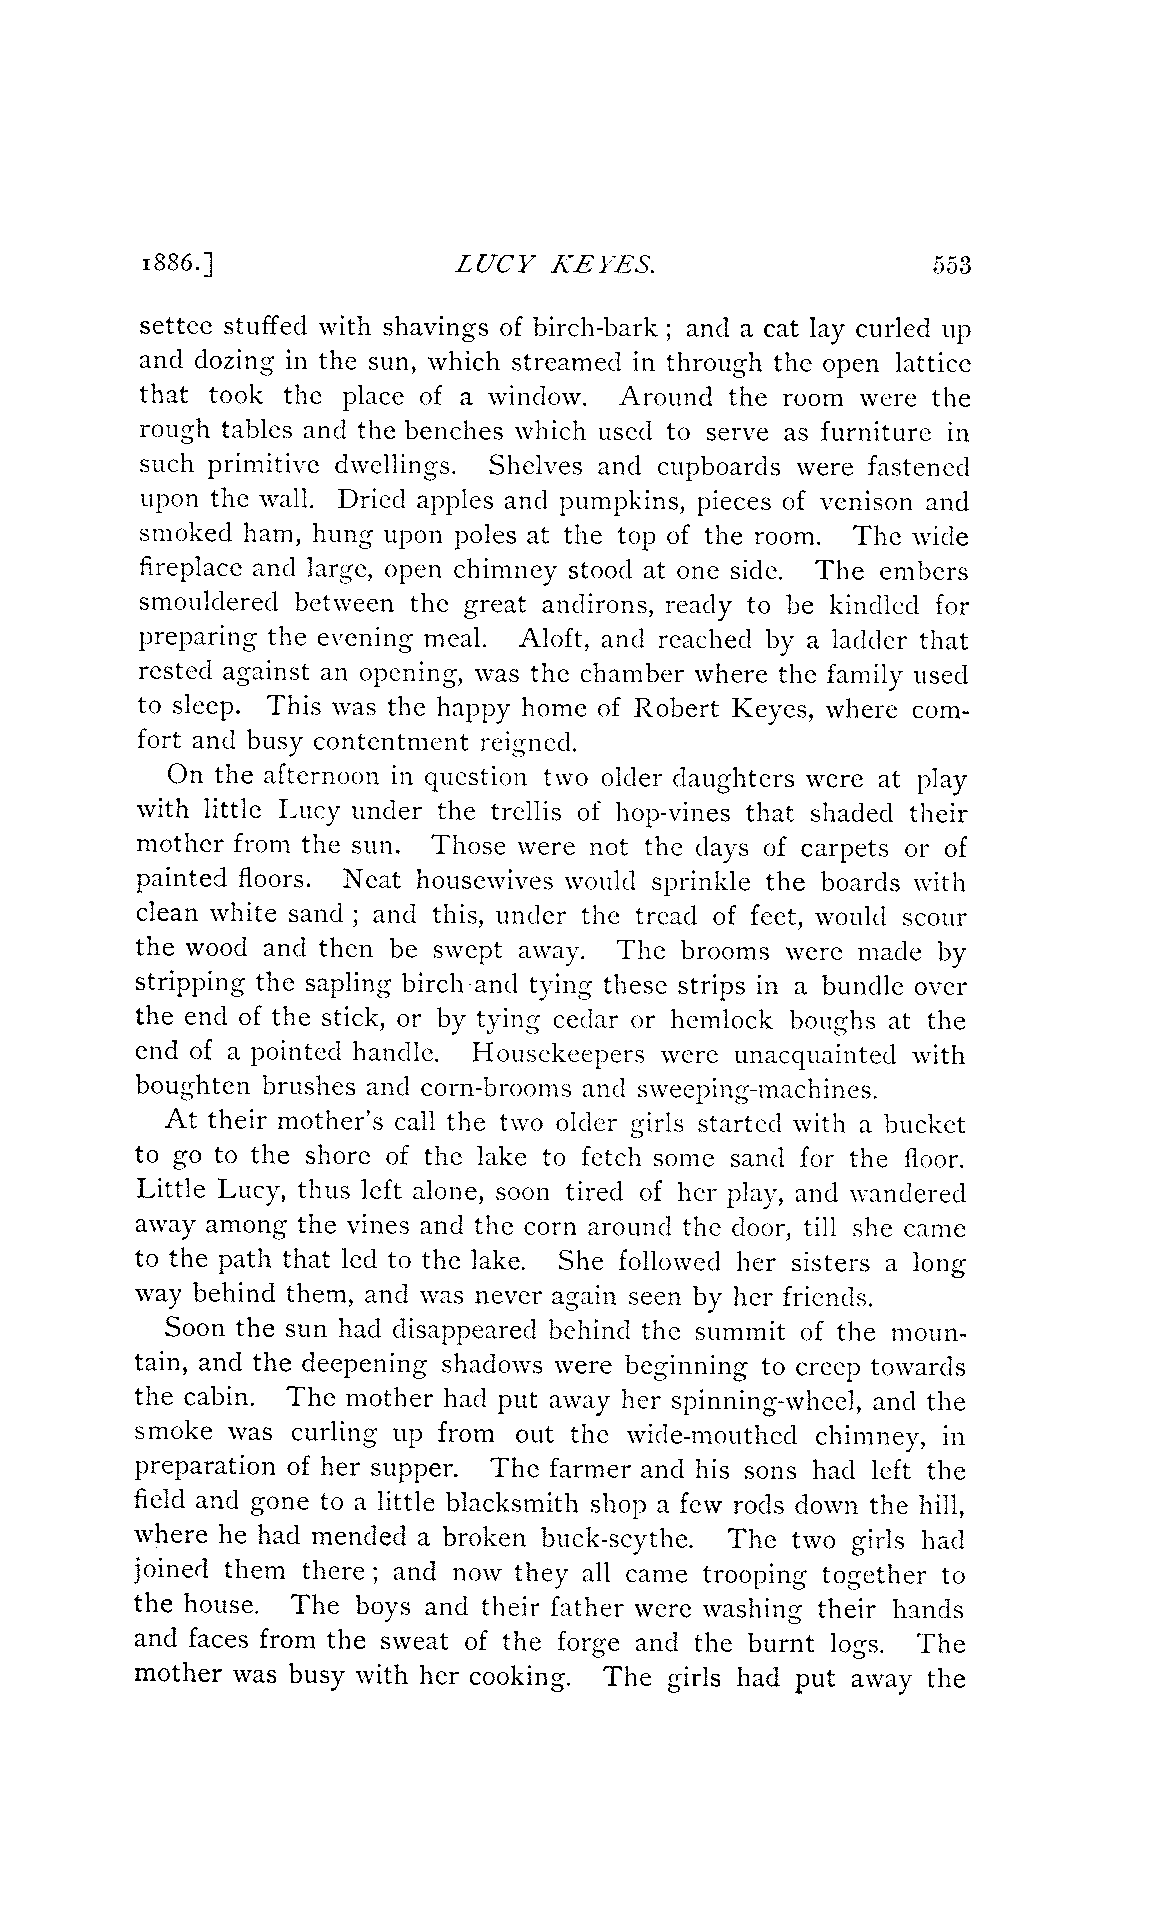 1886.] LUCY KEYES. 553
settee stuffed with shavings of birch-bark ; and a cat lay curled up
and dozing in the sun, which streamed in through the open lattice
that took the place of a window. Around the room were the
rough tables and the benches which used to serve as furniture in
such primitive dwellings. Shelves and cupboards were fastened
upon the wall. Dried apples and pumpkins, pieces of venison and
smoked ham, hung upon poles at the top of the room. The wide
fireplace and large, open chimney stood at one side. The embers
smouldered between the great andirons, ready to be kindled for
preparing the evening meal. Aloft, and reached by a ladder that
rested against an opening, was the chamber where the family used
to sleep. This was the happy home of Robert Keyes, where com-
fort and busy contentment reigned.
On the afternoon in question two older daughters were at play
with little Lucy under the trellis of hop-vines that shaded their
mother from the sun. Those were not the days of carpets or of
painted floors. Neat housewives would sprinkle the boards with
clean white sand ; and this, under the tread of feet, would scour
the wood and then be swept away. The brooms were made by
stripping the sapling birch and tying these strips in a bundle over
the end of the stick, or by tying cedar or hemlock boughs at the
end of a pointed handle. Housekeepers were unacquainted with
boughten brushes and corn-brooms and sweeping-machines.
At their mother's call the two older girls started with a bucket
to go to the shore of the lake to fetch some sand for the floor.
Little Lucy, thus left alone, soon tired of her play, and wandered
away among the vines and the corn around the door, till she came
to the path that led to the lake. She followed her sisters a long
way behind them, and was never again seen by her friends.
Soon the sun had disappeared behind the summit of the moun-
tain, and the deepening shadows were beginning to creep towards
the cabin. The mother had put away her spinning-wheel, and the
smoke was curling up from out the wide-mouthed chimney, in
preparation of her supper. The farmer and his sons had left the
field and gone to a little blacksmith shop a few rods down the hill,
where he had mended a broken buck-scythe. The two girls had
joined them there ; and now they all came trooping together to
the house. The boys and their father were washing their hands
and faces from the sweat of the forge and the burnt logs. The
mother was busy with her cooking. The girls had put away the